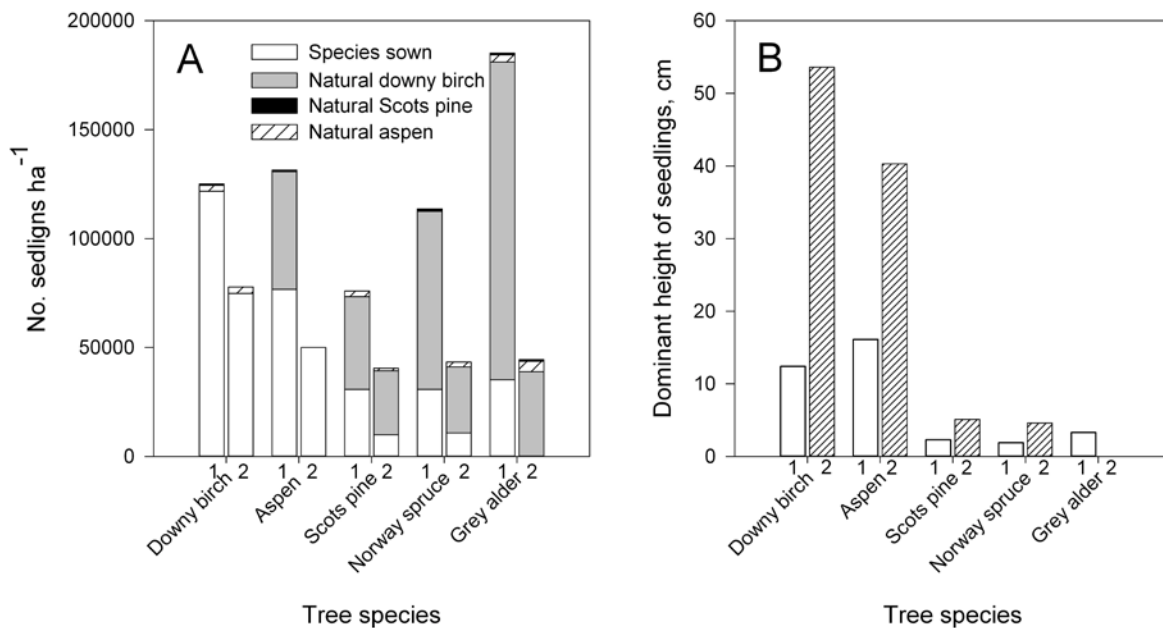 A
Species sown
Natural downy birch
Natural Scots pine
Natural aspen
200000
150000
100000
50000
0
No. sedligns ha⁻¹
1 2 1 2 1 2 1 2 1 2
Downy birch
Aspen
Scots pine
Norway spruce
Grey alder
Tree species
B
60
50
40
30
20
10
0
Dominant height of seedlings, cm
1 2 1 2 1 2 1 2 1 2
Downy birch
Aspen
Scots pine
Norway spruce
Grey alder
Tree species